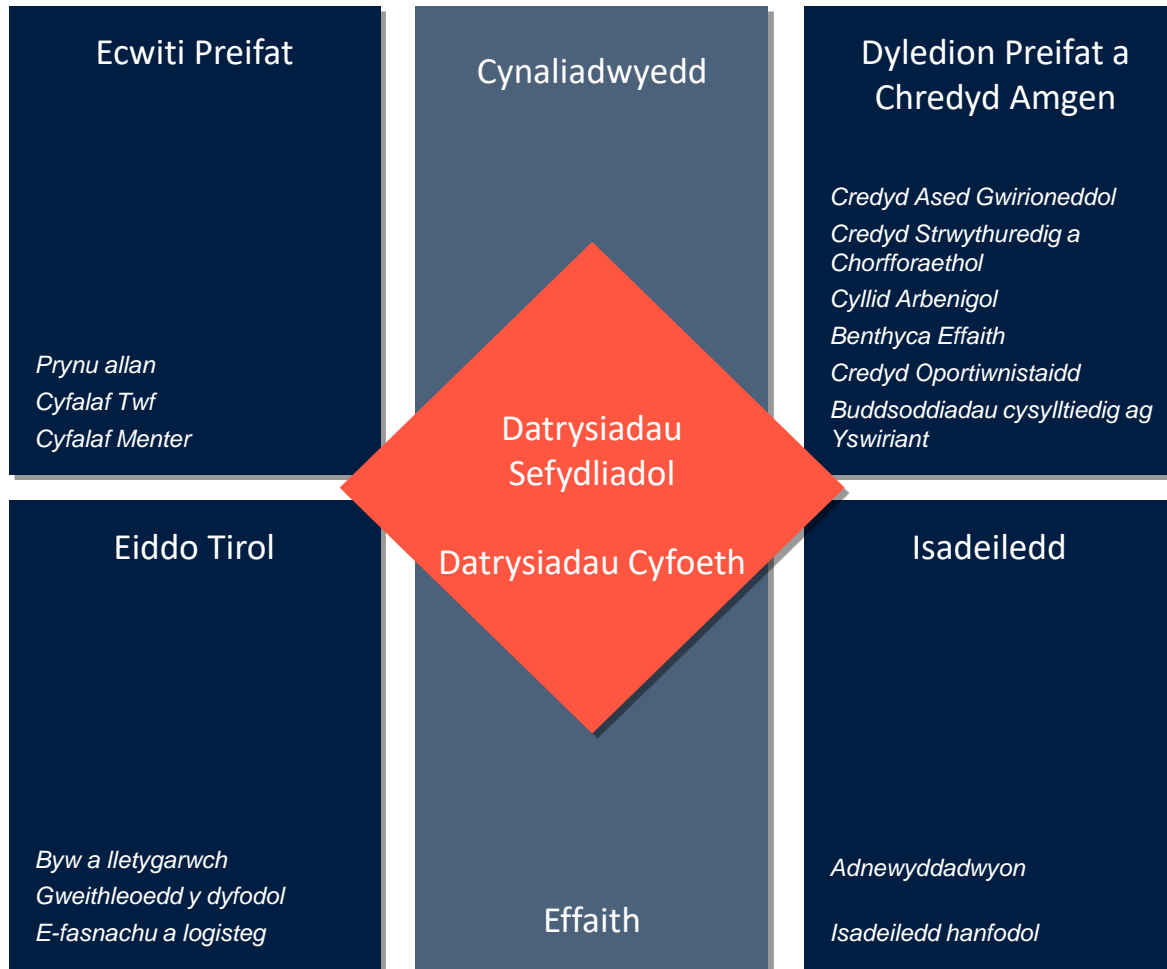 Ecwiti Preifat
Prynu allan
Cyfalaf Twf
Cyfalaf Menter
Cynaliadwyedd
Dyledion Preifat a
Chredyd Amgen
Credyd Ased Gwirioneddol
Credyd Strwythuredig a
Chorfforaethol
Cyllid Arbenigol
Benthyca Effaith
Credyd Oportiwnistaidd
Buddsoddiadau cysylltiedig ag
Yswiriant
Datrysiadau
Sefydliadol
Datrysiadau Cyfoeth
Eiddo Tirol
Byw a lletygarwch
Gweithleoedd y dyfodol
E-fasnachu a logisteg
Effaith
Isadeiledd
Adnewyddadwyon
Isadeiledd hanfodol